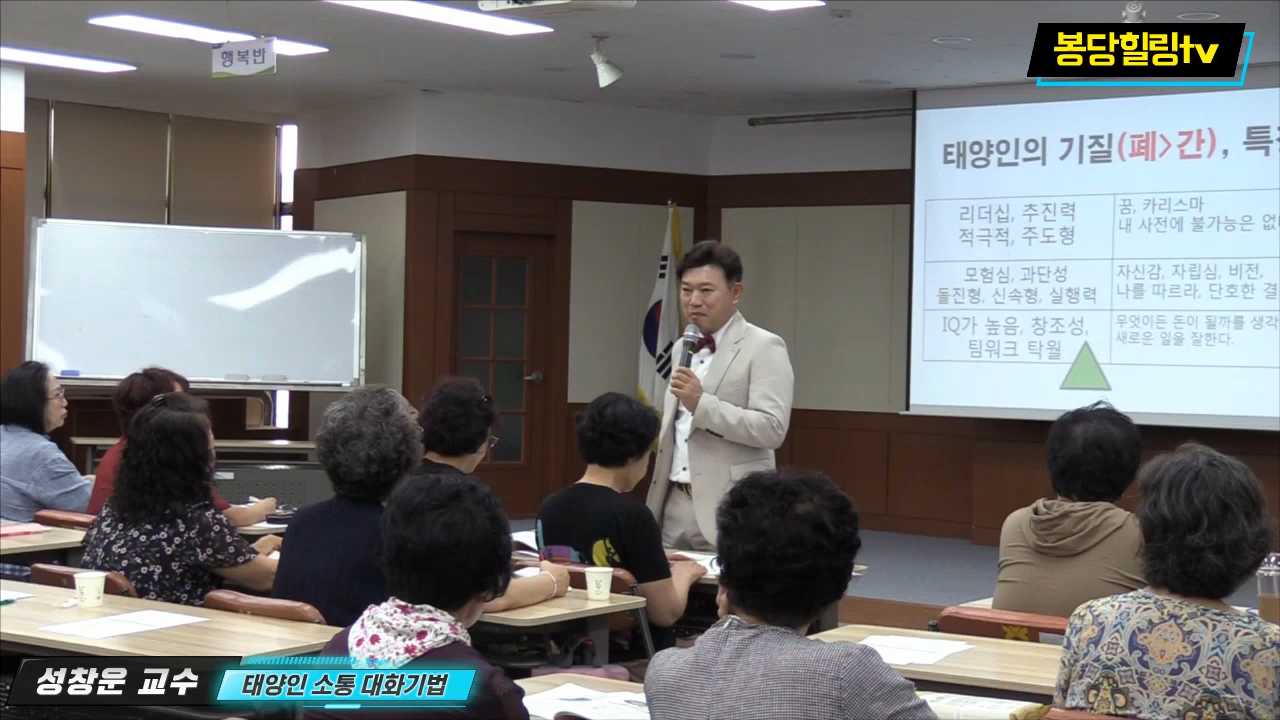 행복반
봉당힐링tv
태양인의 기질(폐>간), 특
리더십, 추진력
적극적, 주도형
꿈, 카리스마
내 사전에 불가능은 없
모험심, 과단성
돌진형, 신속형, 실행력
자신감, 자립심, 비전,
나를 따르라, 단호한 결
IQ가 높음, 창조성,
팀워크 탁월
무엇이든 돈이 될까를 생각
새로운 일을 잘한다.
성창운 교수
태양인 소통 대화기법